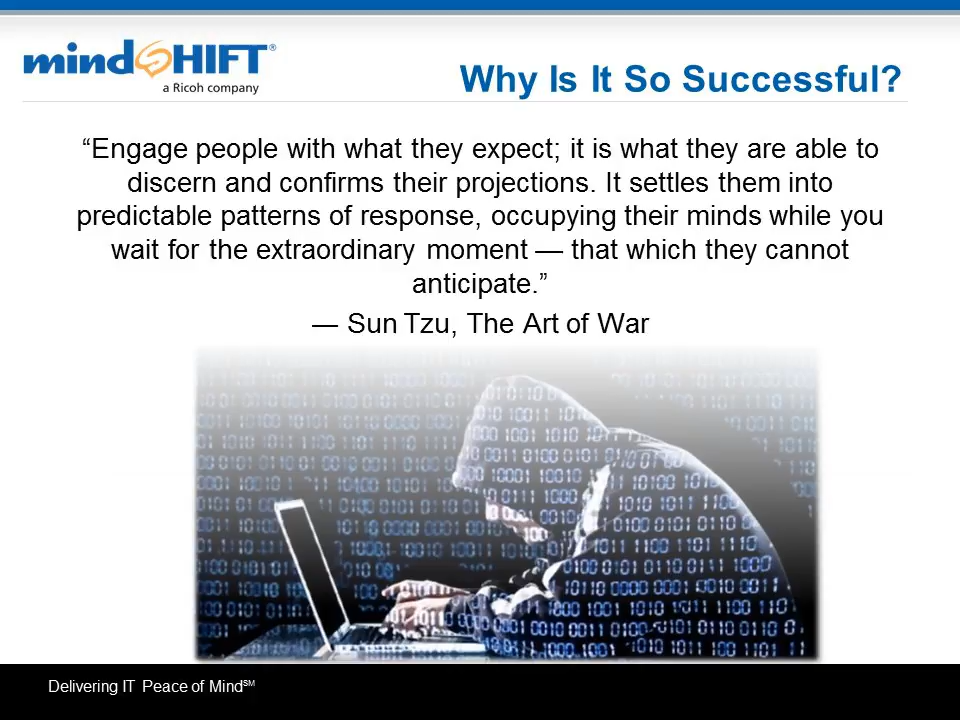 mindSHIFT®
a Ricoh company
Why Is It So Successful?
“Engage people with what they expect; it is what they are able to
discern and confirms their projections. It settles them into
predictable patterns of response, occupying their minds while you
wait for the extraordinary moment — that which they cannot
anticipate.”
— Sun Tzu, The Art of War
Delivering IT Peace of Mind℠